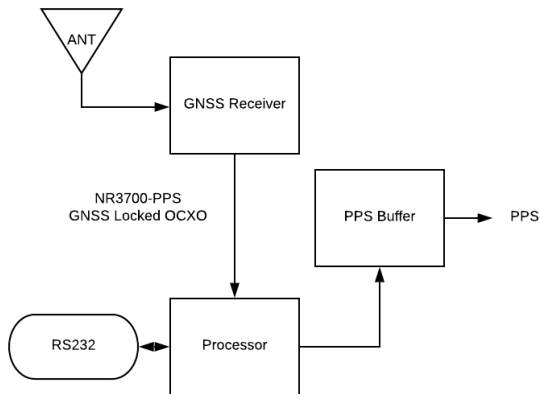 ANT
GNSS Receiver
NR3700-PPS
GNSS Locked OCXO
PPS Buffer
PPS
RS232
Processor